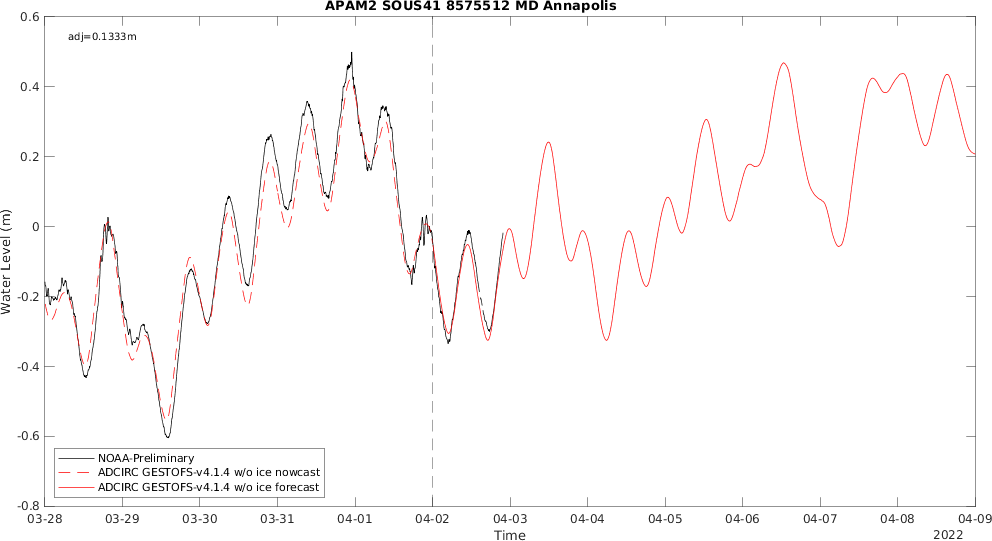 APAM2 SOUS41 8575512 MD Annapolis
adj=0.1333m
0.6
0.4
0.2
0
-0.2
-0.4
-0.6
-0.8
Water Level (m)
NOAA-Preliminary
ADCIRC GESTOFS-v4.1.4 w/o ice nowcast
ADCIRC GESTOFS-v4.1.4 w/o ice forecast
03-28 03-29 03-30 03-31 04-01 04-02 04-03 04-04 04-05 04-06 04-07 04-08 04-09
Time
2022